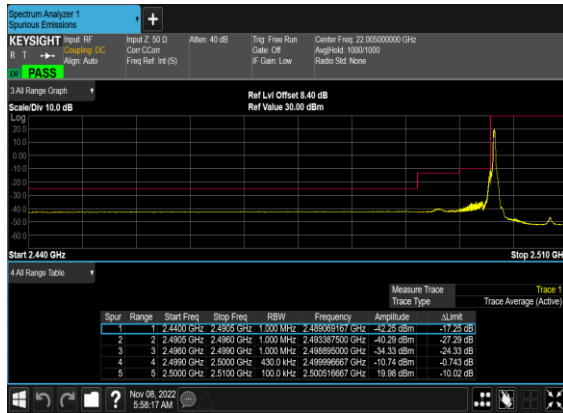 Spectrum Analyzer 1
Spurious Emissions
KEYSIGHT Input: RF Input Z: 50 Ω Atten: 40 dB Trig: Free Run Center Freq: 22.005000000 GHz
R T Coupling: DC Corr CCorr Gate: Off Avg|Hold: 1000/1000
Align: Auto Freq Ref: Int (S) IF Gain: Low Radio Std: None
LW PASS
3 All Range Graph
Ref Lvl Offset 8.40 dB
Scale/Div 10.0 dB Ref Value 30.00 dBm
Log
20.0
10.0
0.00
-10.0
-20.0
-30.0
-40.0
-50.0
-60.0
Start 2.440 GHz Stop 2.510 GH
4 All Range Table
Measure Trace Trace 1
Trace Type Trace Average (Active)
Spur Range Start Freq Stop Freq RBW Frequency Amplitude ΔLimit
1 1 2.4400 GHz 2.4905 GHz 1.000 MHz 2.489069167 GHz -42.25 dBm -17.25 dB
2 2 2.4905 GHz 2.4960 GHz 1.000 MHz 2.493387500 GHz -40.29 dBm -27.29 dB
3 3 2.4960 GHz 2.4990 GHz 1.000 MHz 2.498895000 GHz -34.33 dBm -24.33 dB
4 4 2.4990 GHz 2.5000 GHz 430.0 kHz 2.499996667 GHz -10.74 dBm -0.743 dB
5 5 2.5000 GHz 2.5100 GHz 100.0 kHz 2.500516667 GHz 19.98 dBm -10.02 dB
Nov 08, 2022
5:58:17 AM